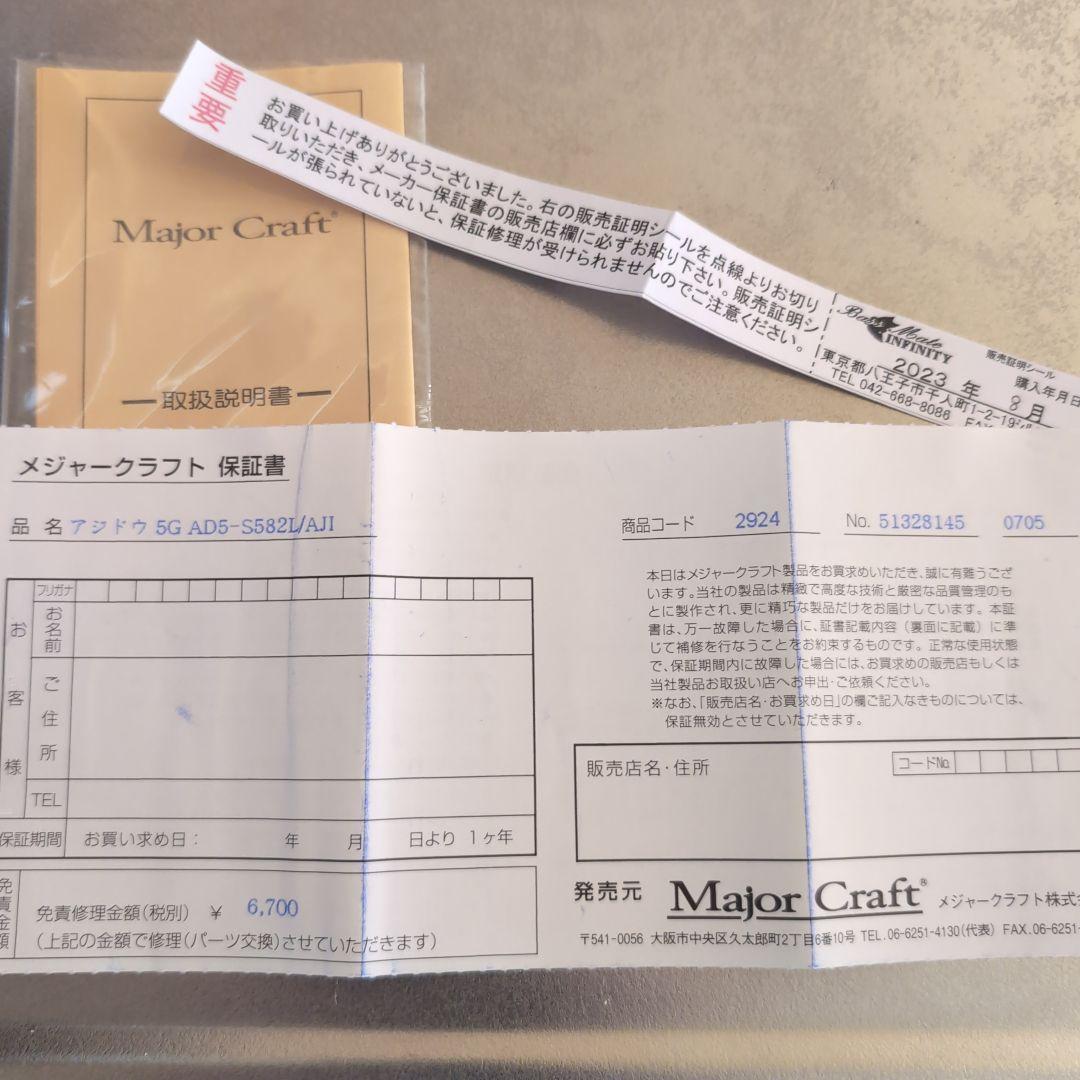 Major Craft®
取扱説明書
重要
お買い上げありがとうございました。右の販売証明シールを点線よりお切り
取りいただき、メーカー保証書の販売店欄に必ずお貼り下さい。販売証明シ
ールが張られていないと、保証修理が受けられませんのでご注意ください。
Bass Mate
INFINITY
販売証明シール
購入年月日
2023 年 8月
東京都八王子市千人町1-2-19
TEL 042-668-8086 FAX
メジャークラフト 保証書
品 名 アジドウ 5G AD5-S582L/AJI
商品コード 2924 No. 51328145 0705
お客様
フリガナ
お名前
ご住所
TEL
保証期間 お買い求め日: 年 月 日より 1ヶ年
免責金額
免責修理金額(税別) ¥ 6,700
(上記の金額で修理(パーツ交換)させていただきます)
本日はメジャークラフト製品をお買求めいただき、誠に有難うござ
います。当社の製品は精緻で高度な技術と厳密な品質管理のも
とに製作され、更に精巧な製品だけをお届けしています。本証
書は、万一故障した場合に、証書記載内容(裏面に記載)に準
じて補修を行なうことをお約束するものです。正常な使用状態
で、保証期間内に故障した場合には、お買求めの販売店もしくは
当社製品お取扱い店へお申出・ご依頼ください。
※なお、「販売店名・お買求め日」の欄ご記入なきものについては、
保証無効とさせていただきます。
販売店名・住所
コードNo.
発売元 Major Craft® メジャークラフト株式
〒541-0056 大阪市中央区久太郎町2丁目6番10号 TEL.06-6251-4130(代表) FAX.06-6251-